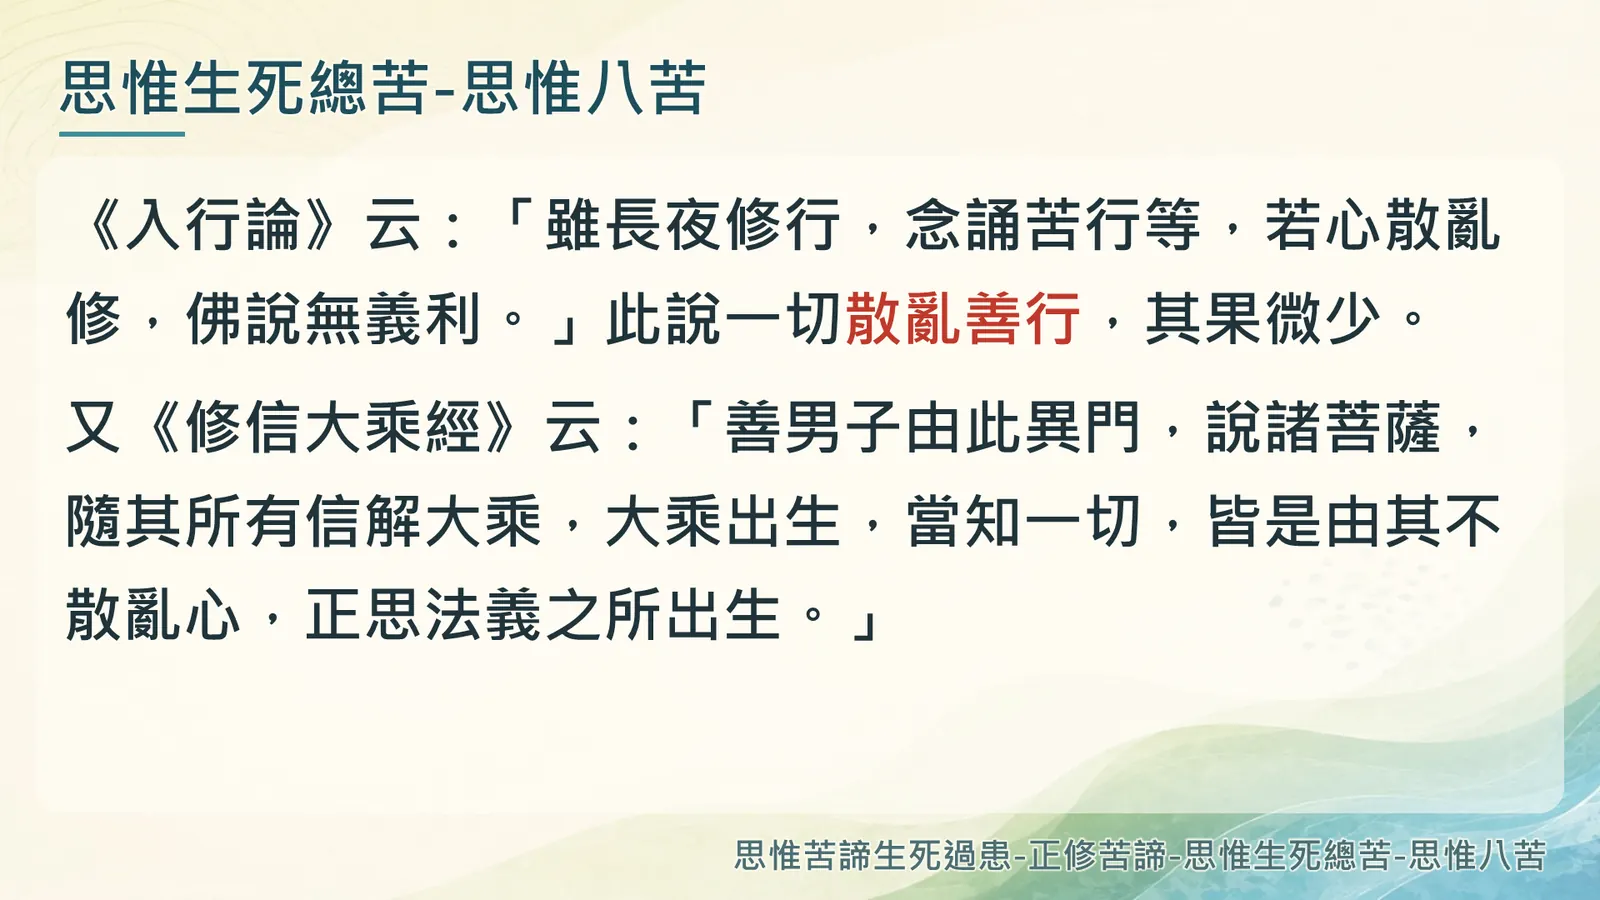 思惟生死總苦-思惟八苦
《入行論》云：「雖長夜修行，念誦苦行等，若心散亂
修，佛說無義利。」此說一切散亂善行，其果微少。
又《修信大乘經》云：「善男子由此異門，說諸菩薩，
隨其所有信解大乘，大乘出生，當知一切，皆是由其不
散亂心，正思法義之所出生。」
思惟苦諦生死過患-正修苦諦-思惟生死總苦-思惟八苦